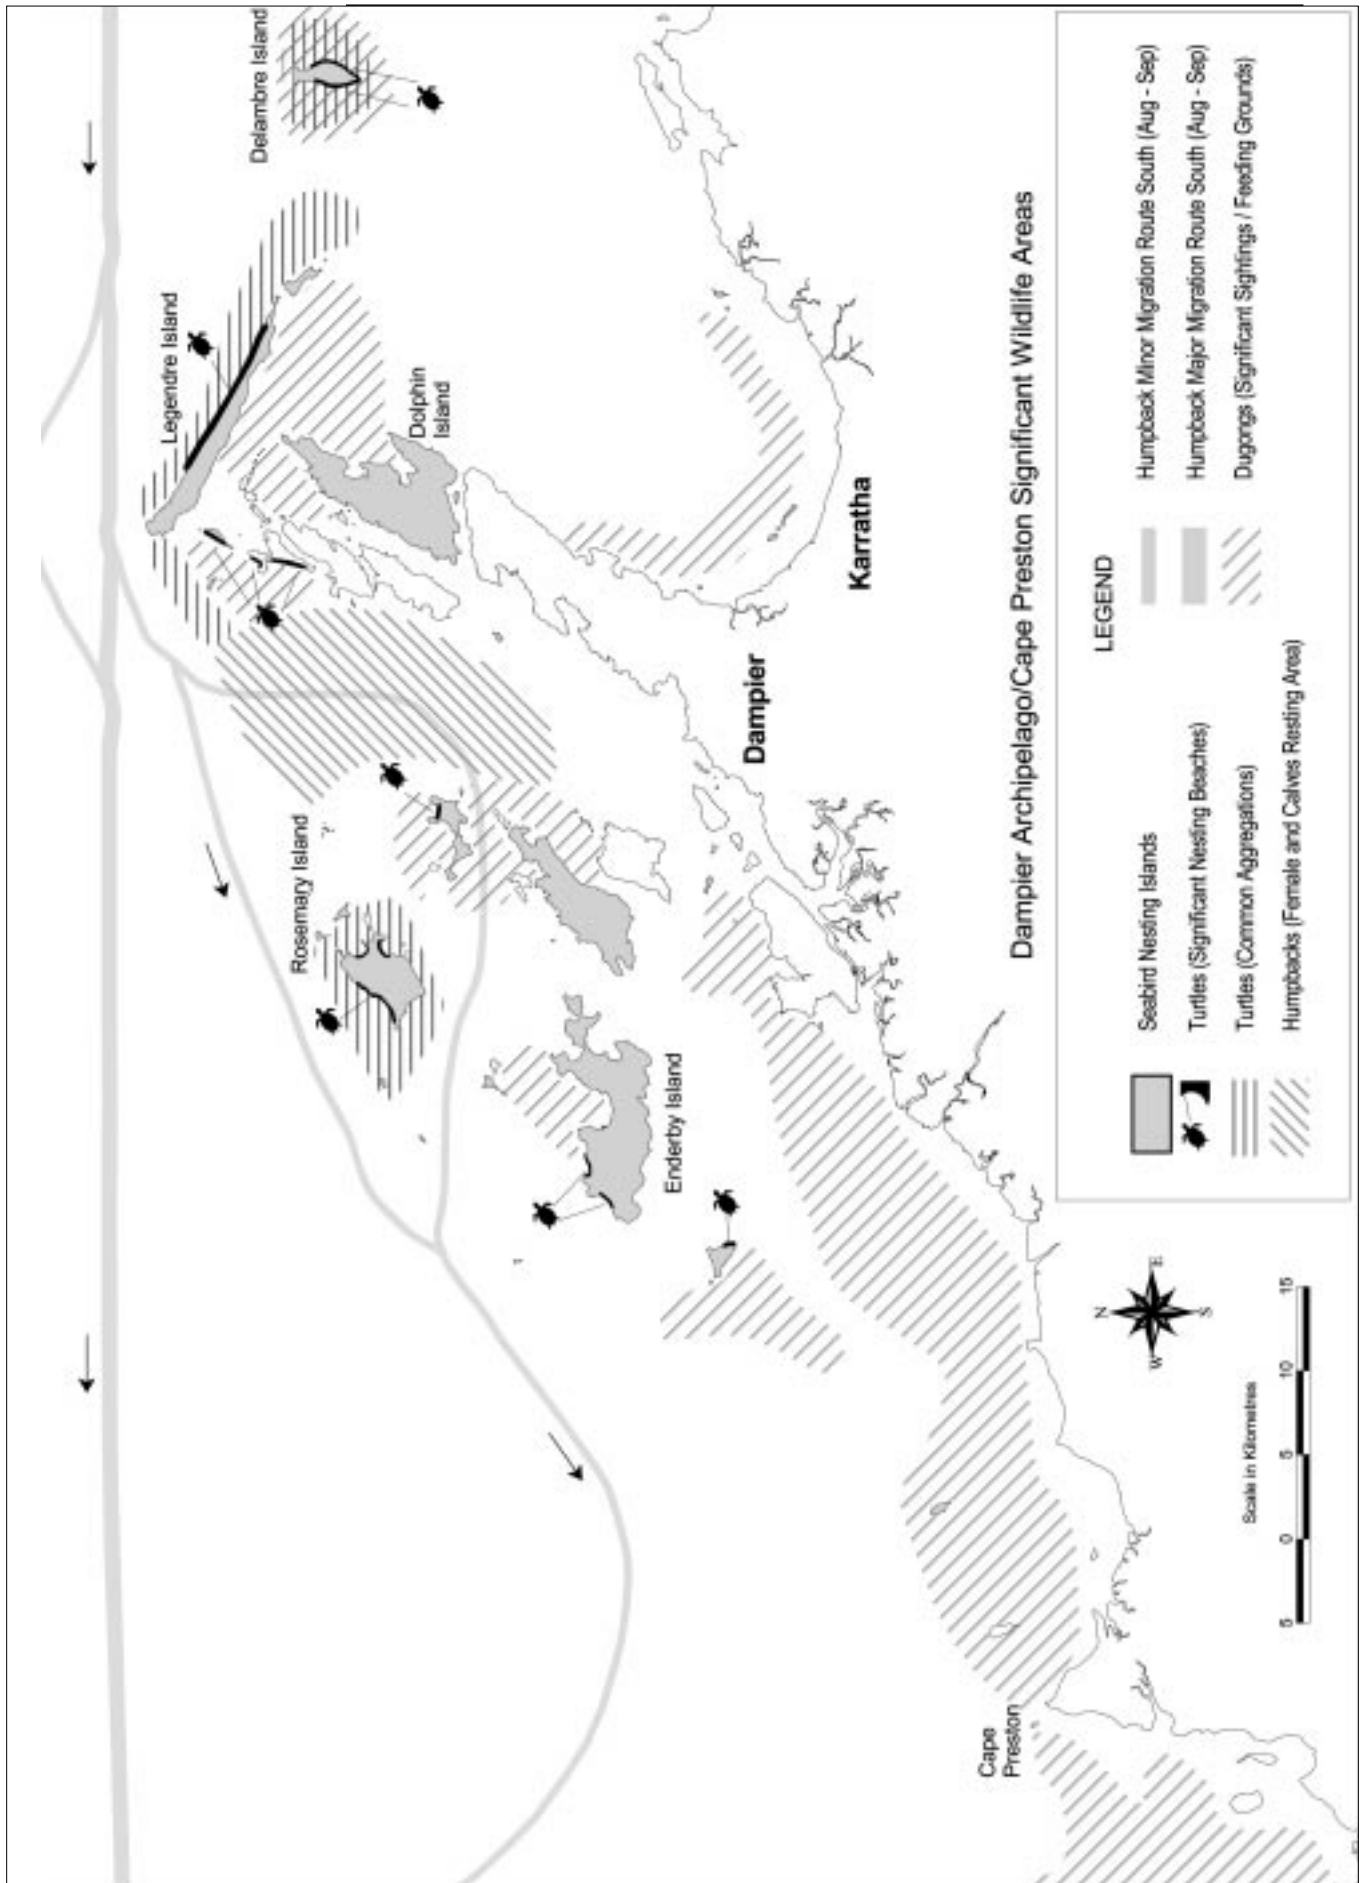 Delambre Island
Legendre Island
Dolphin
Island
Rosemary Island
Enderby Island
Karratha
Dampier
Cape
Preston
Dampier Archipelago/Cape Preston Significant Wildlife Areas
LEGEND
Seabird Nesting Islands
Turtles (Significant Nesting Beaches)
Turtles (Common Aggregations)
Humpbacks (Female and Calves Resting Area)
Humpback Minor Migration Route South (Aug - Sep)
Humpback Major Migration Route South (Aug - Sep)
Dugongs (Significant Sightings / Feeding Grounds)
N
W
E
S
Scale in Kilometres
5 0 5 10 15